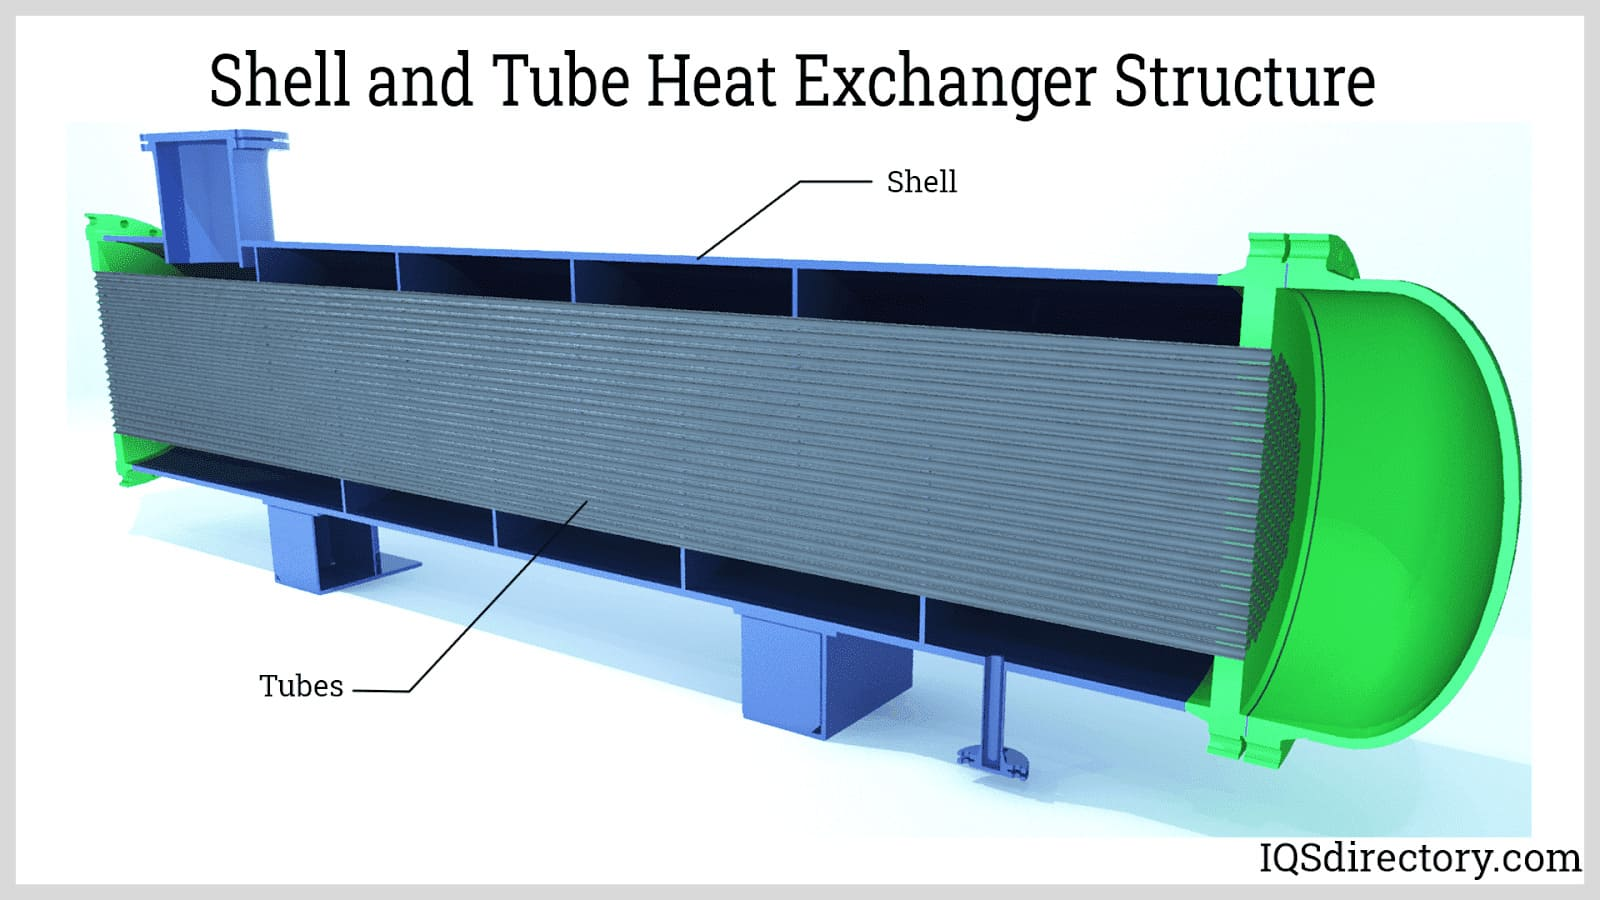 Shell and Tube Heat Exchanger Structure
Shell
Tubes
IQSdirectory.com